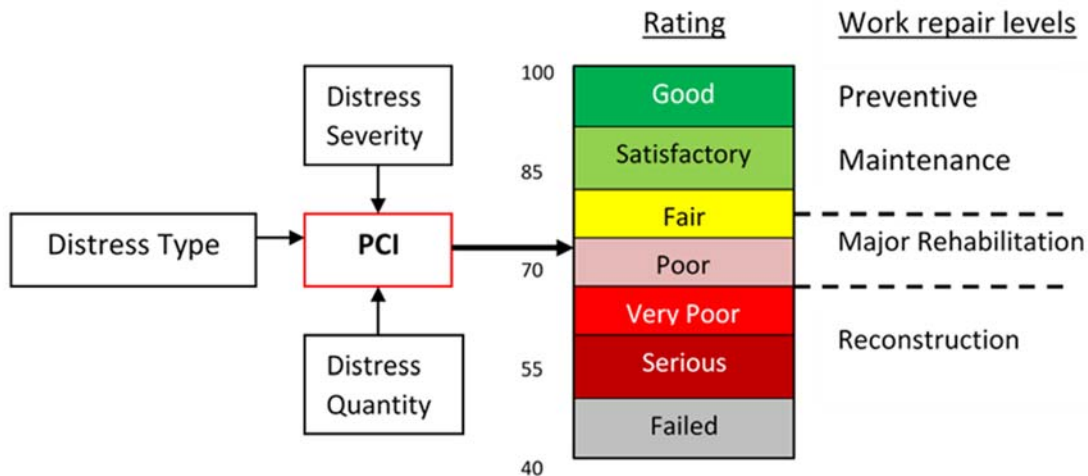 Rating
Work repair levels
100
Distress
Severity
Good
Preventive
Satisfactory
Maintenance
85
Distress Type
PCI
Fair
Major Rehabilitation
Poor
70
Very Poor
Reconstruction
Distress
Quantity
55
Serious
Failed
40